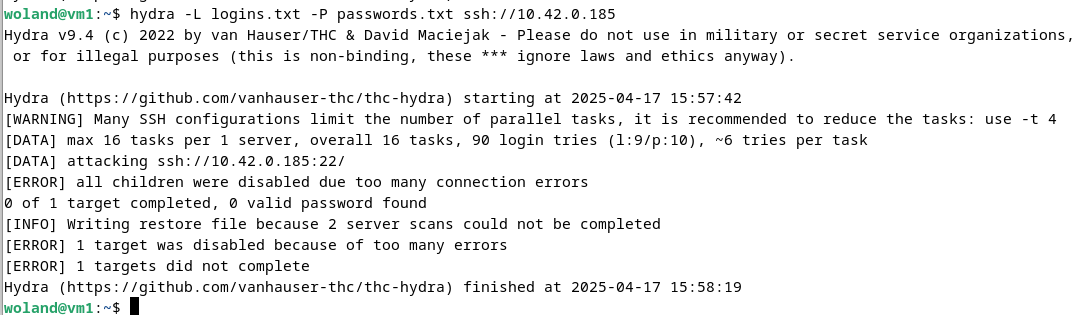 woland@vm1:~$ hydra -L logins.txt -P passwords.txt ssh://10.42.0.185
Hydra v9.4 (c) 2022 by van Hauser/THC & David Maciejak - Please do not use in military or secret service organizations,
 or for illegal purposes (this is non-binding, these *** ignore laws and ethics anyway).

Hydra (https://github.com/vanhauser-thc/thc-hydra) starting at 2025-04-17 15:57:42
[WARNING] Many SSH configurations limit the number of parallel tasks, it is recommended to reduce the tasks: use -t 4
[DATA] max 16 tasks per 1 server, overall 16 tasks, 90 login tries (l:9/p:10), ~6 tries per task
[DATA] attacking ssh://10.42.0.185:22/
[ERROR] all children were disabled due too many connection errors
0 of 1 target completed, 0 valid password found
[INFO] Writing restore file because 2 server scans could not be completed
[ERROR] 1 target was disabled because of too many errors
[ERROR] 1 targets did not complete
Hydra (https://github.com/vanhauser-thc/thc-hydra) finished at 2025-04-17 15:58:19
woland@vm1:~$